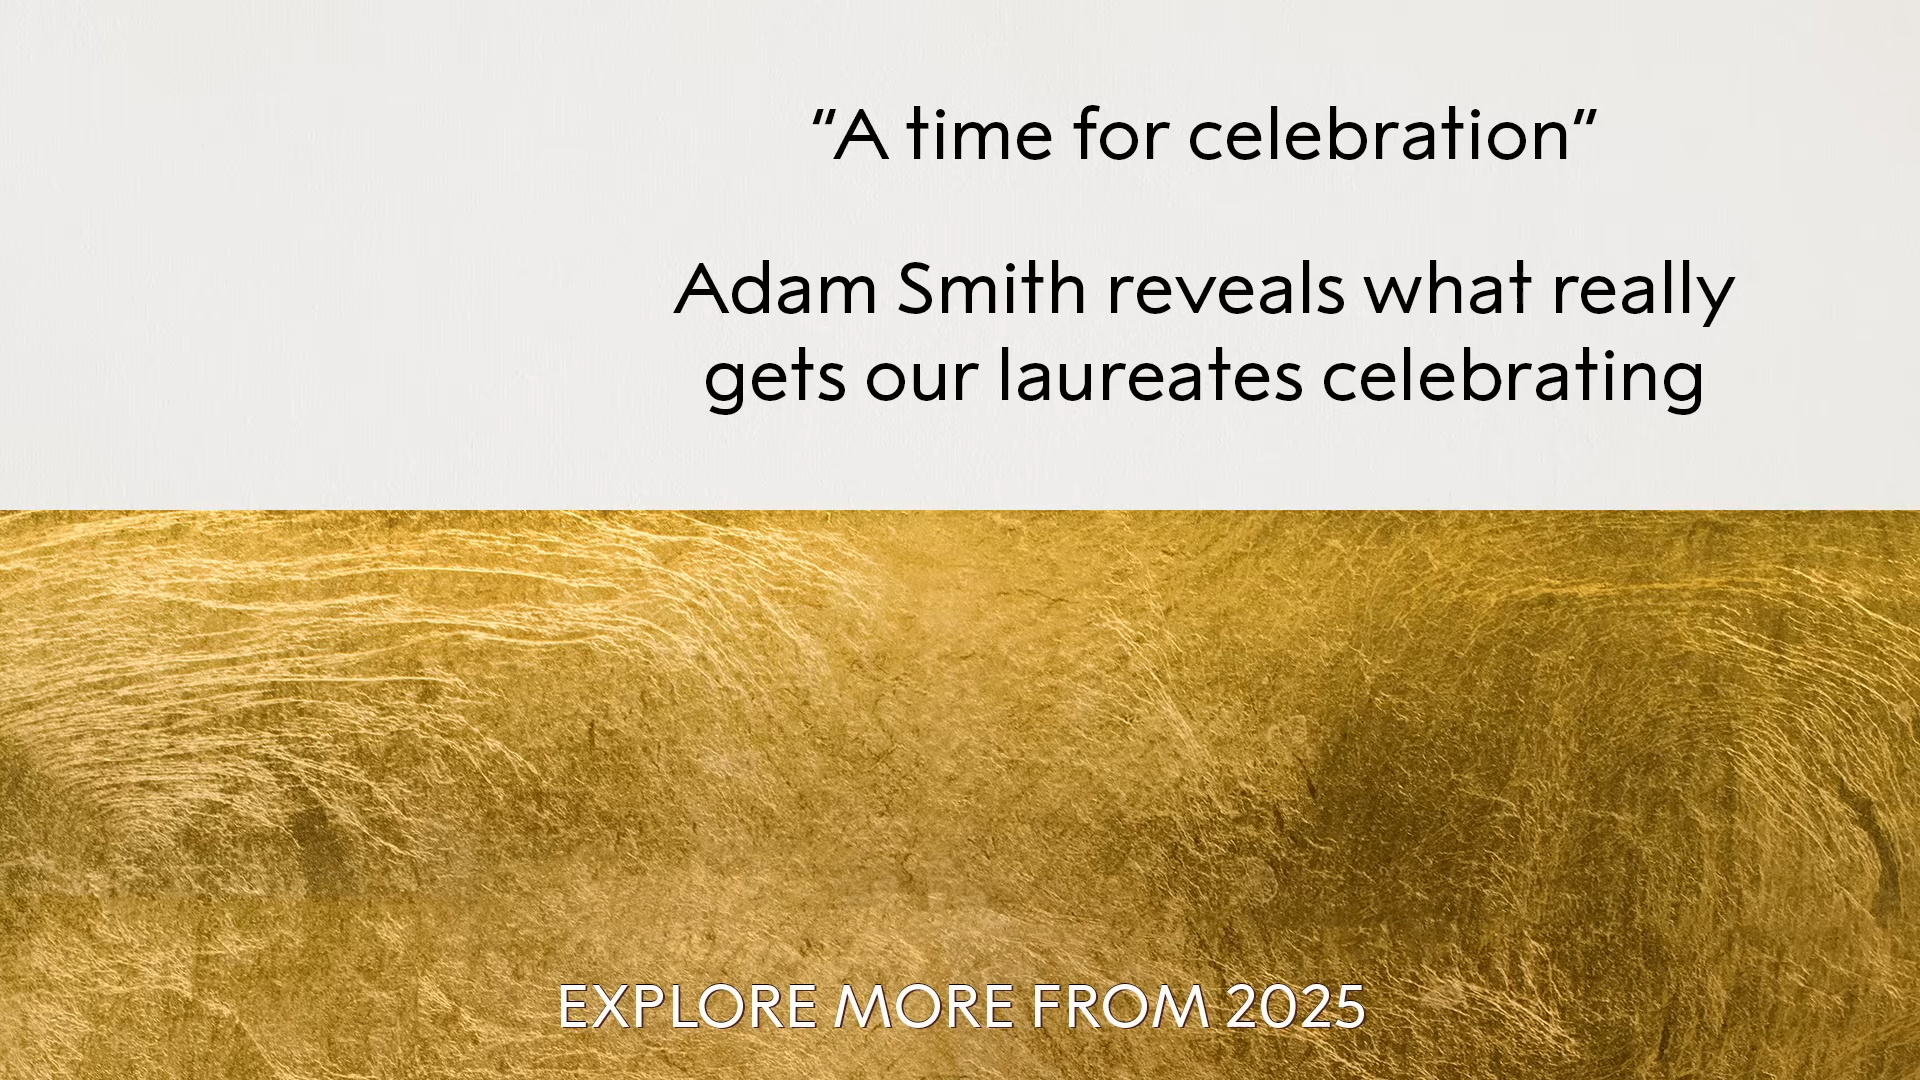 "A time for celebration"
Adam Smith reveals what really
gets our laureates celebrating
EXPLORE MORE FROM 2025